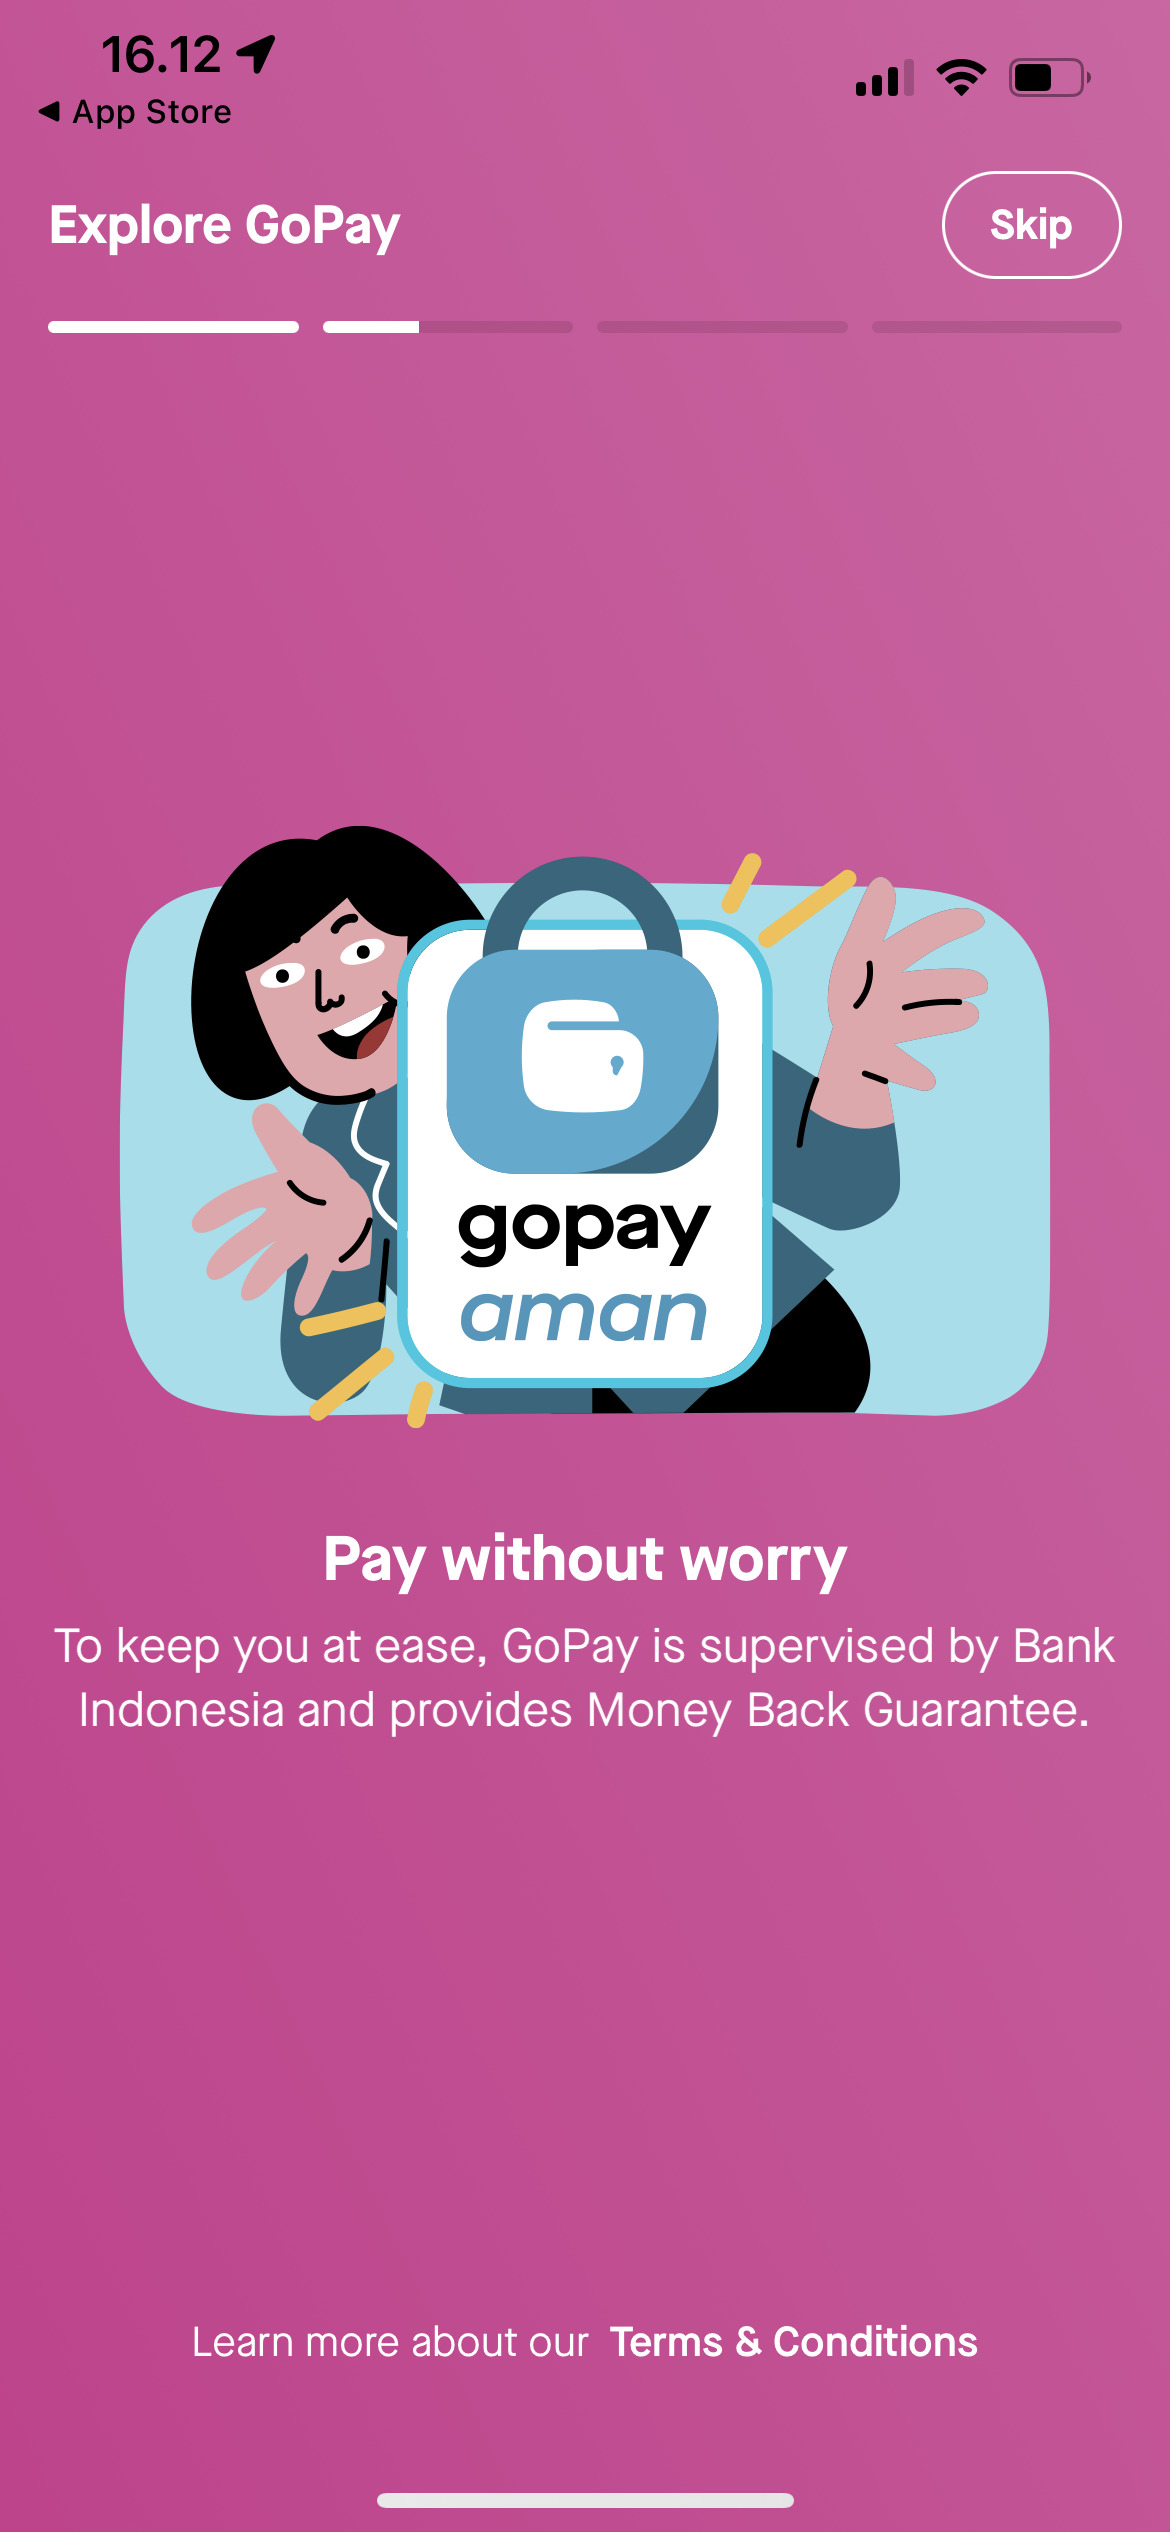 16.12
App Store
Explore GoPay
Skip
gopay
aman
Pay without worry
To keep you at ease, GoPay is supervised by Bank
Indonesia and provides Money Back Guarantee.
Learn more about our Terms & Conditions